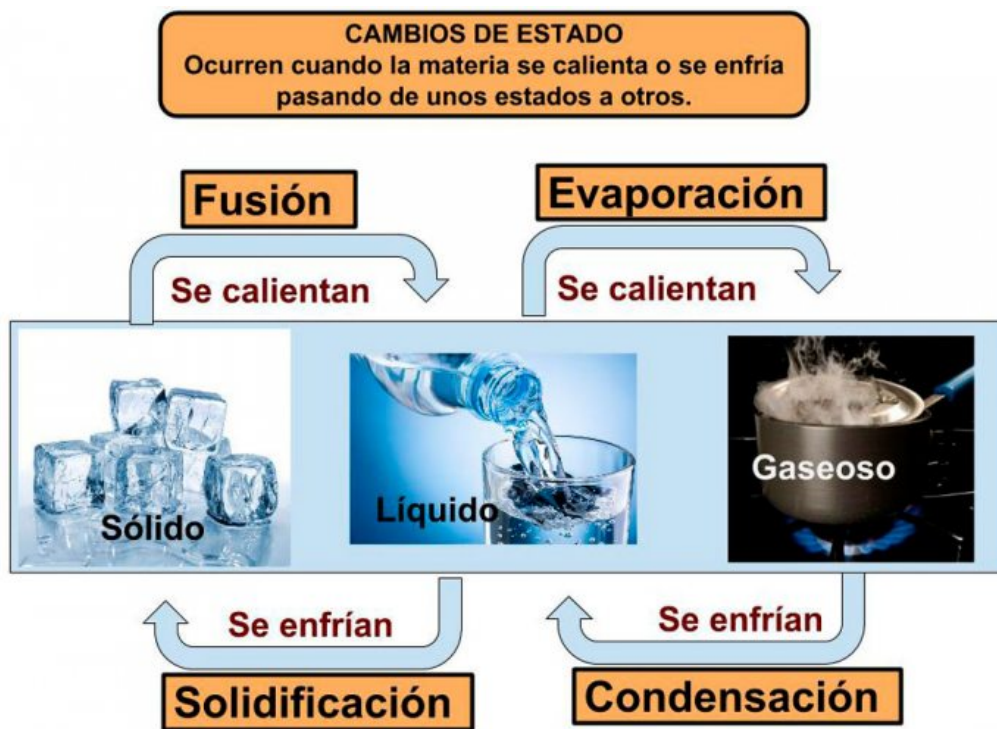 CAMBIOS DE ESTADO
Ocurren cuando la materia se calienta o se enfría
pasando de unos estados a otros.
Fusión
Evaporación
Se calientan
Se calientan
Sólido
Líquido
Gaseoso
Se enfrían
Se enfrían
Solidificación
Condensación